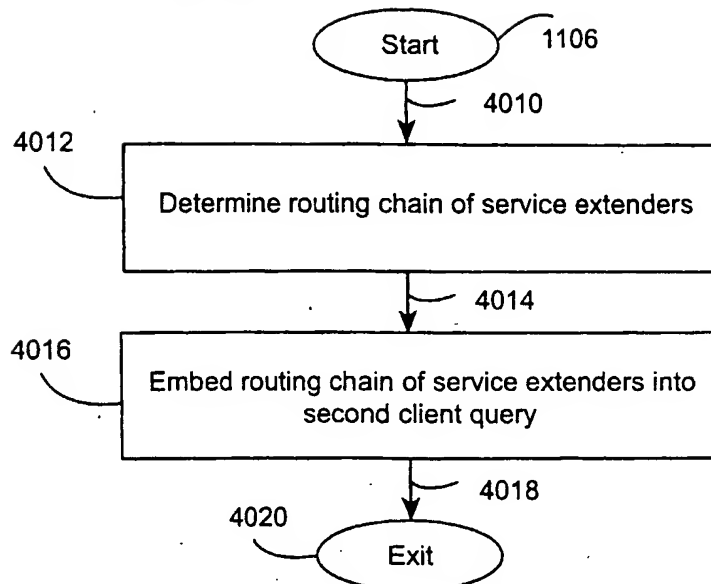 Start
1106
4010
4012
Determine routing chain of service extenders
4014
4016
Embed routing chain of service extenders into
second client query
4018
4020
Exit